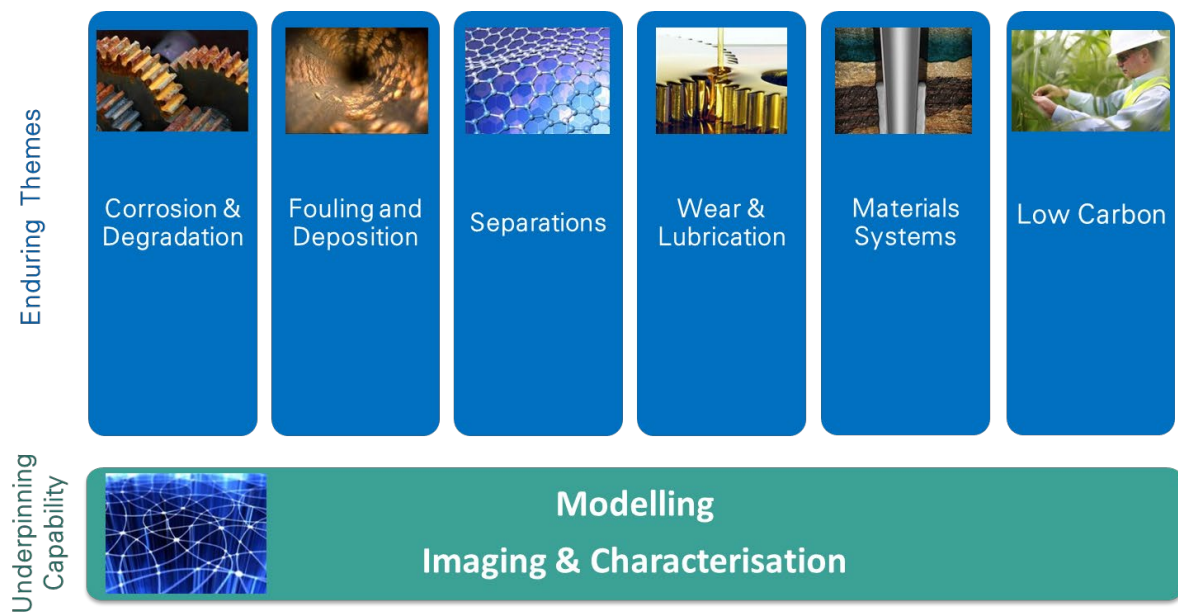 Enduring Themes
Corrosion &
Degradation
Fouling and
Deposition
Separations
Wear &
Lubrication
Materials
Systems
Low Carbon
Underpinning
Capability
Modelling
Imaging & Characterisation